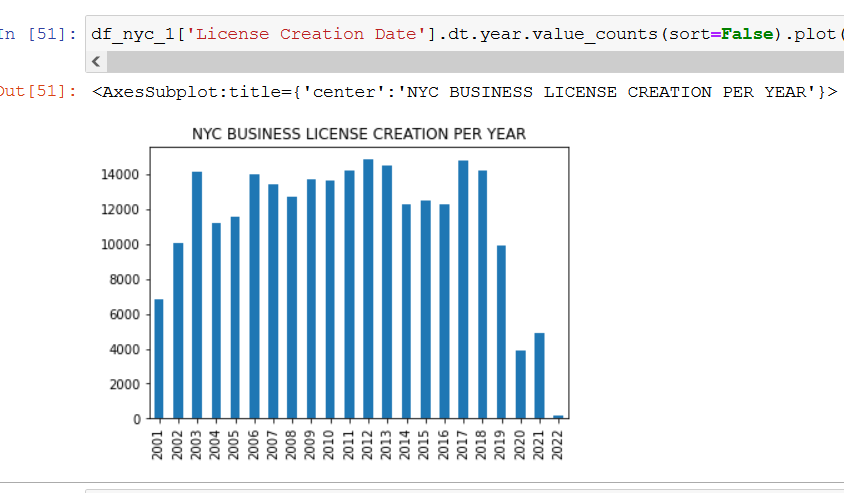 In [51]: df_nyc_1['License Creation Date'].dt.year.value_counts(sort=False).plot(
Out[51]: <AxesSubplot:title={'center':'NYC BUSINESS LICENSE CREATION PER YEAR'}>
NYC BUSINESS LICENSE CREATION PER YEAR
14000
12000
10000
8000
6000
4000
2000
0
2001 2002 2003 2004 2005 2006 2007 2008 2009 2010 2011 2012 2013 2014 2015 2016 2017 2018 2019 2020 2021 2022